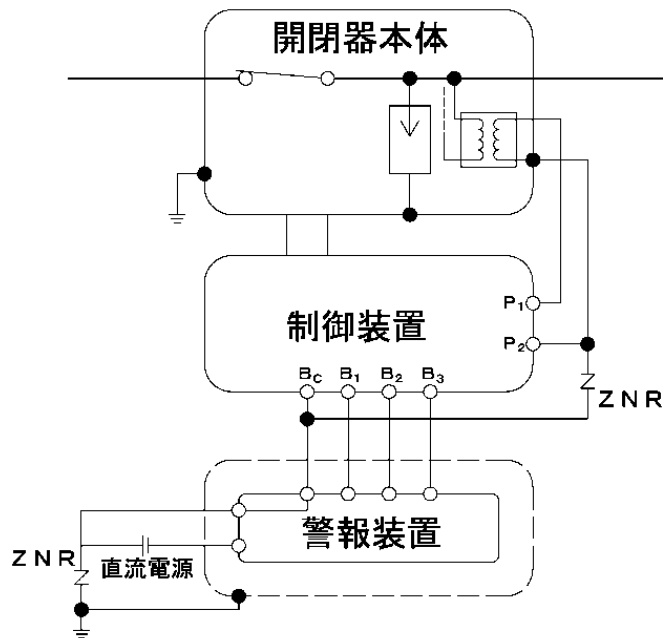 開閉器本体
制御装置
P₁
P₂
B_C B₁ B₂ B₃
ZNR
警報装置
ZNR
直流電源